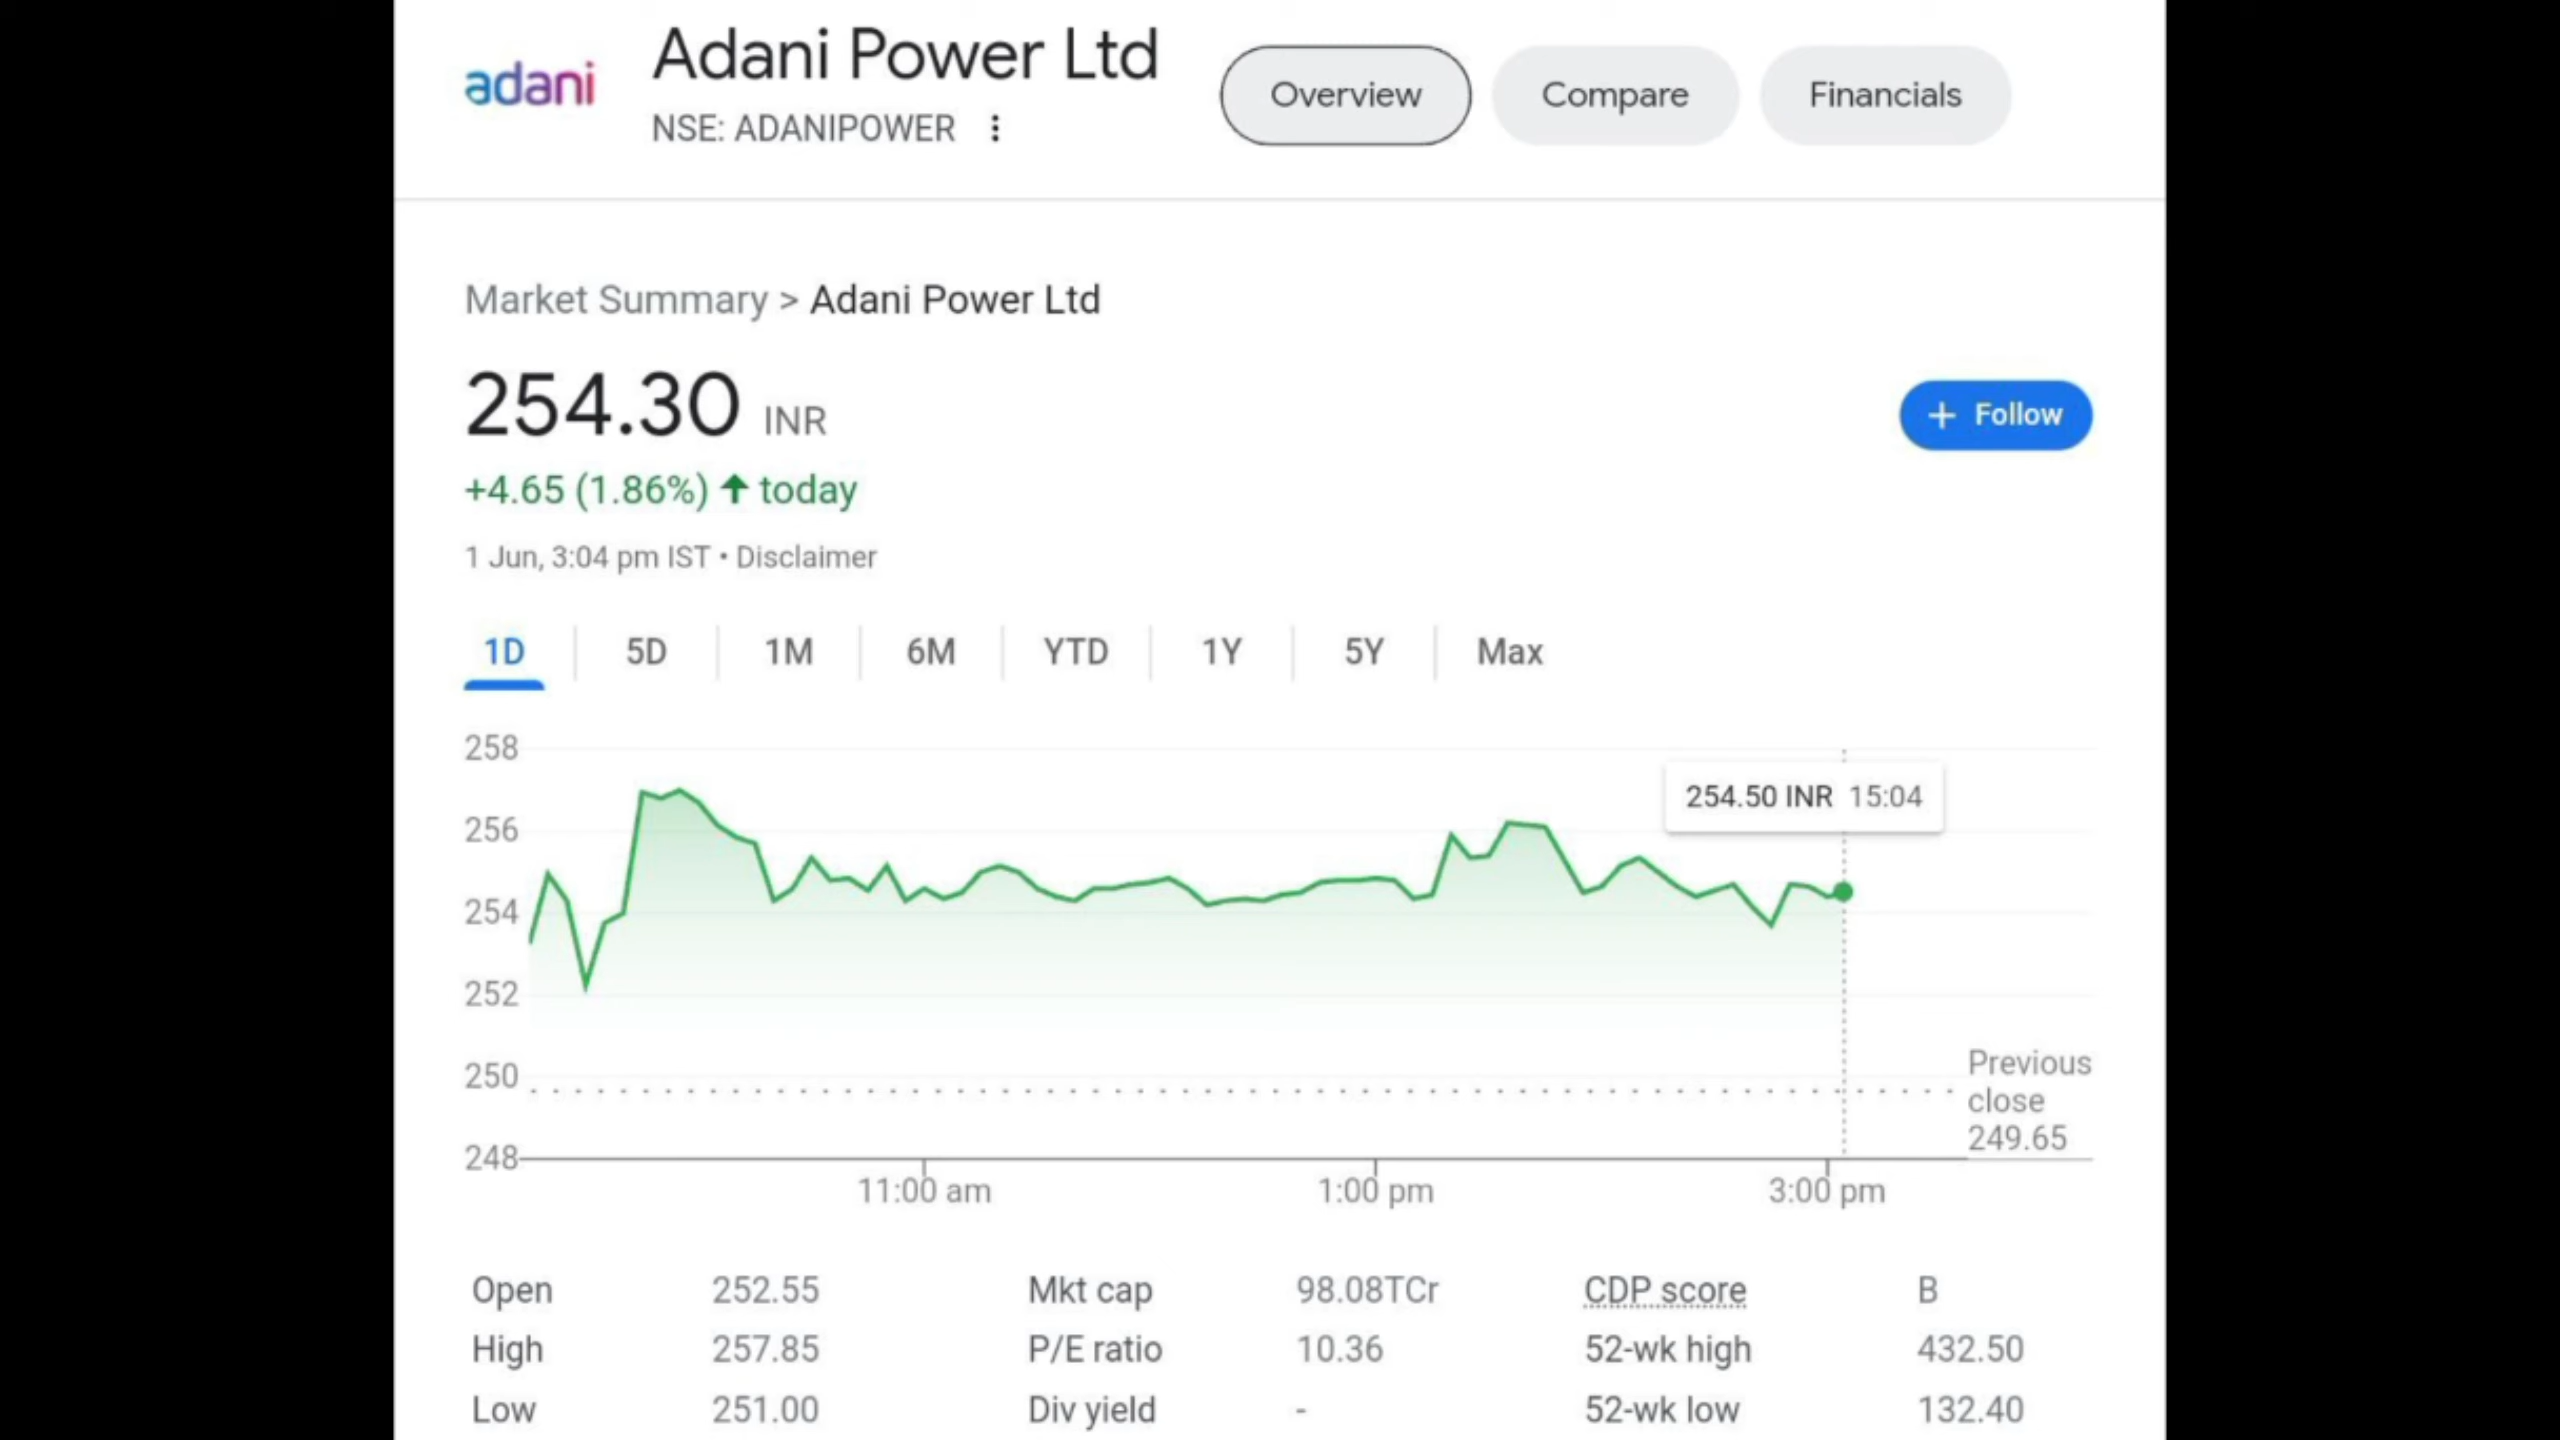 adani
Adani Power Ltd
NSE: ADANIPOWER
Overview
Compare
Financials
Market Summary > Adani Power Ltd
254.30 INR
+ Follow
+4.65 (1.86%) ↑ today
1 Jun, 3:04 pm IST • Disclaimer
1D 5D 1M 6M YTD 1Y 5Y Max
258
254.50 INR 15:04
256
254
252
250
Previous
close
249.65
248
11:00 am 1:00 pm 3:00 pm
Open 252.55 Mkt cap 98.08TCr CDP score B
High 257.85 P/E ratio 10.36 52-wk high 432.50
Low 251.00 Div yield - 52-wk low 132.40